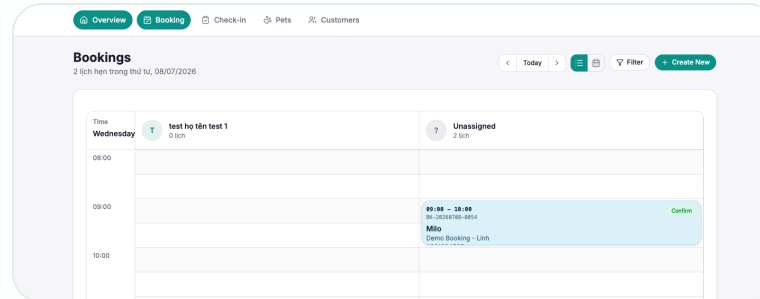 Overview Booking Check-in Pets Customers
Bookings
2 lịch hẹn trong thứ tư, 08/07/2026
Today Filter + Create New
Time
Wednesday
T test họ tên test 1
0 lịch
? Unassigned
2 lịch
08:00
09:00
09:00 – 10:00 Confirm
BK-20260708-0054
Milo
Demo Booking - Linh
10:00